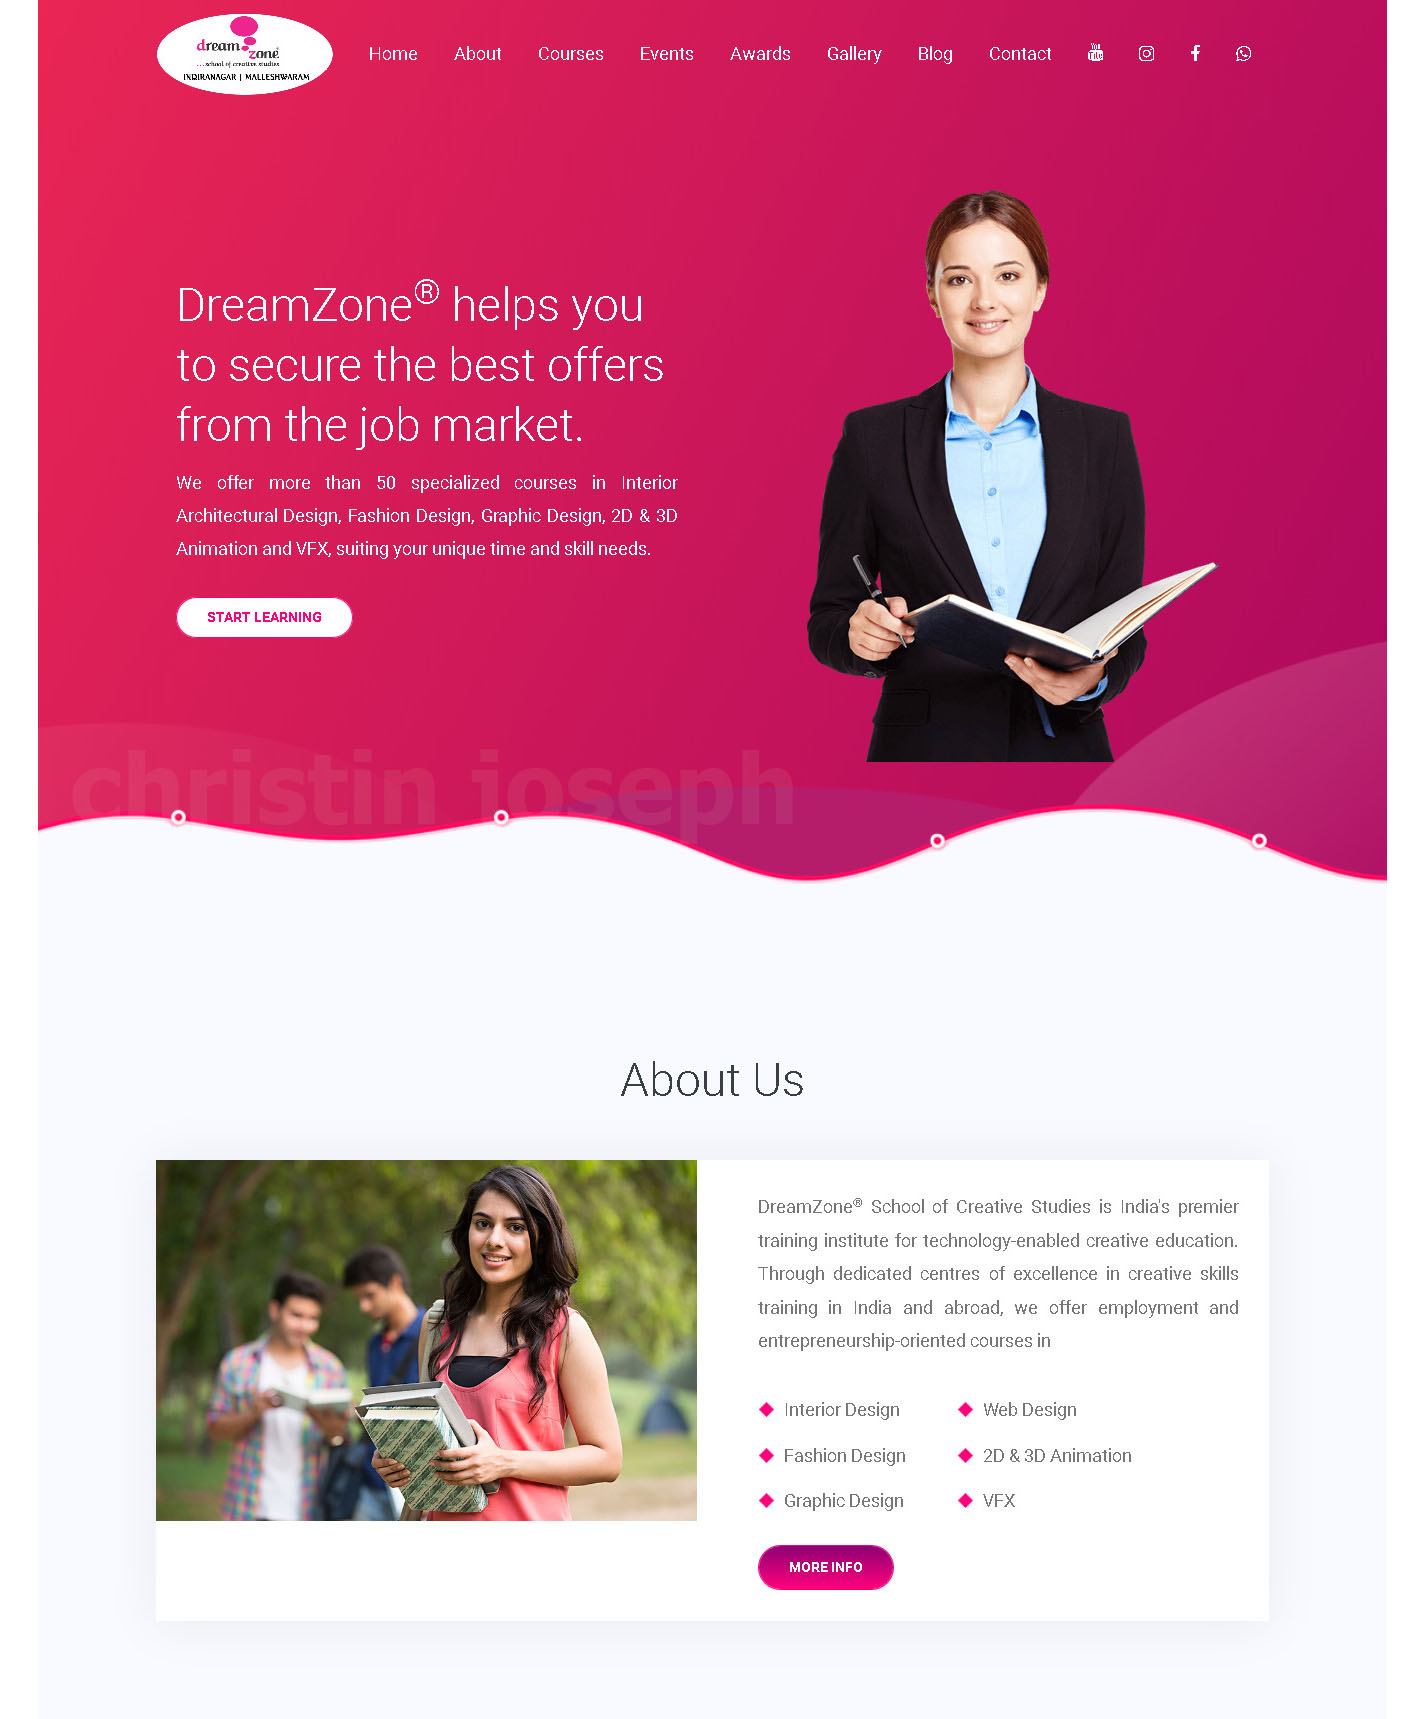 dream zone
...school of creative studies
INDIRANAGAR | MALLESHWARAM
Home About Courses Events Awards Gallery Blog Contact
DreamZone® helps you
to secure the best offers
from the job market.
We offer more than 50 specialized courses in Interior
Architectural Design, Fashion Design, Graphic Design, 2D & 3D
Animation and VFX, suiting your unique time and skill needs.
START LEARNING
christin joseph
About Us
DreamZone® School of Creative Studies is India's premier
training institute for technology-enabled creative education.
Through dedicated centres of excellence in creative skills
training in India and abroad, we offer employment and
entrepreneurship-oriented courses in
Interior Design Web Design
Fashion Design 2D & 3D Animation
Graphic Design VFX
MORE INFO